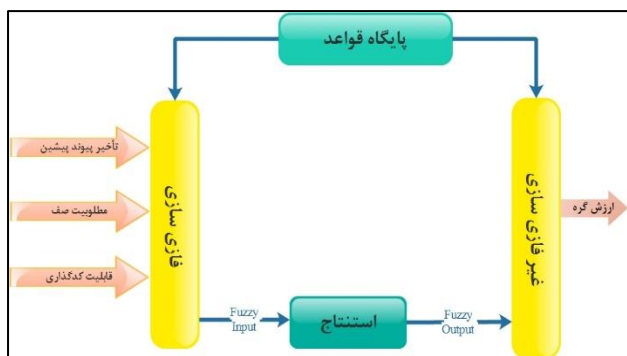 پایگاه قواعد
تأخیر پیوند پیشین
مطلوبیت صف
قابلیت کدگذاری
فازی سازی
غیر فازی سازی
ارزش گره
Fuzzy
Input
استنتاج
Fuzzy
Output